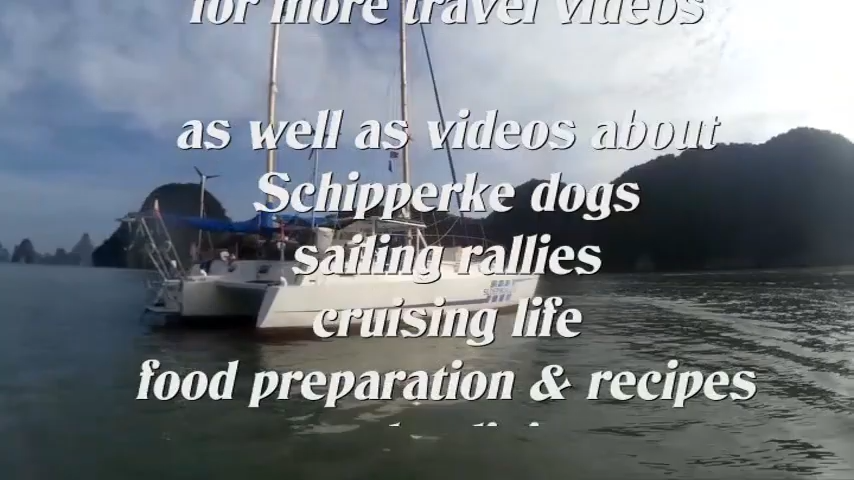 for more travel videos
as well as videos about
Schipperke dogs
sailing rallies
cruising life
food preparation & recipes